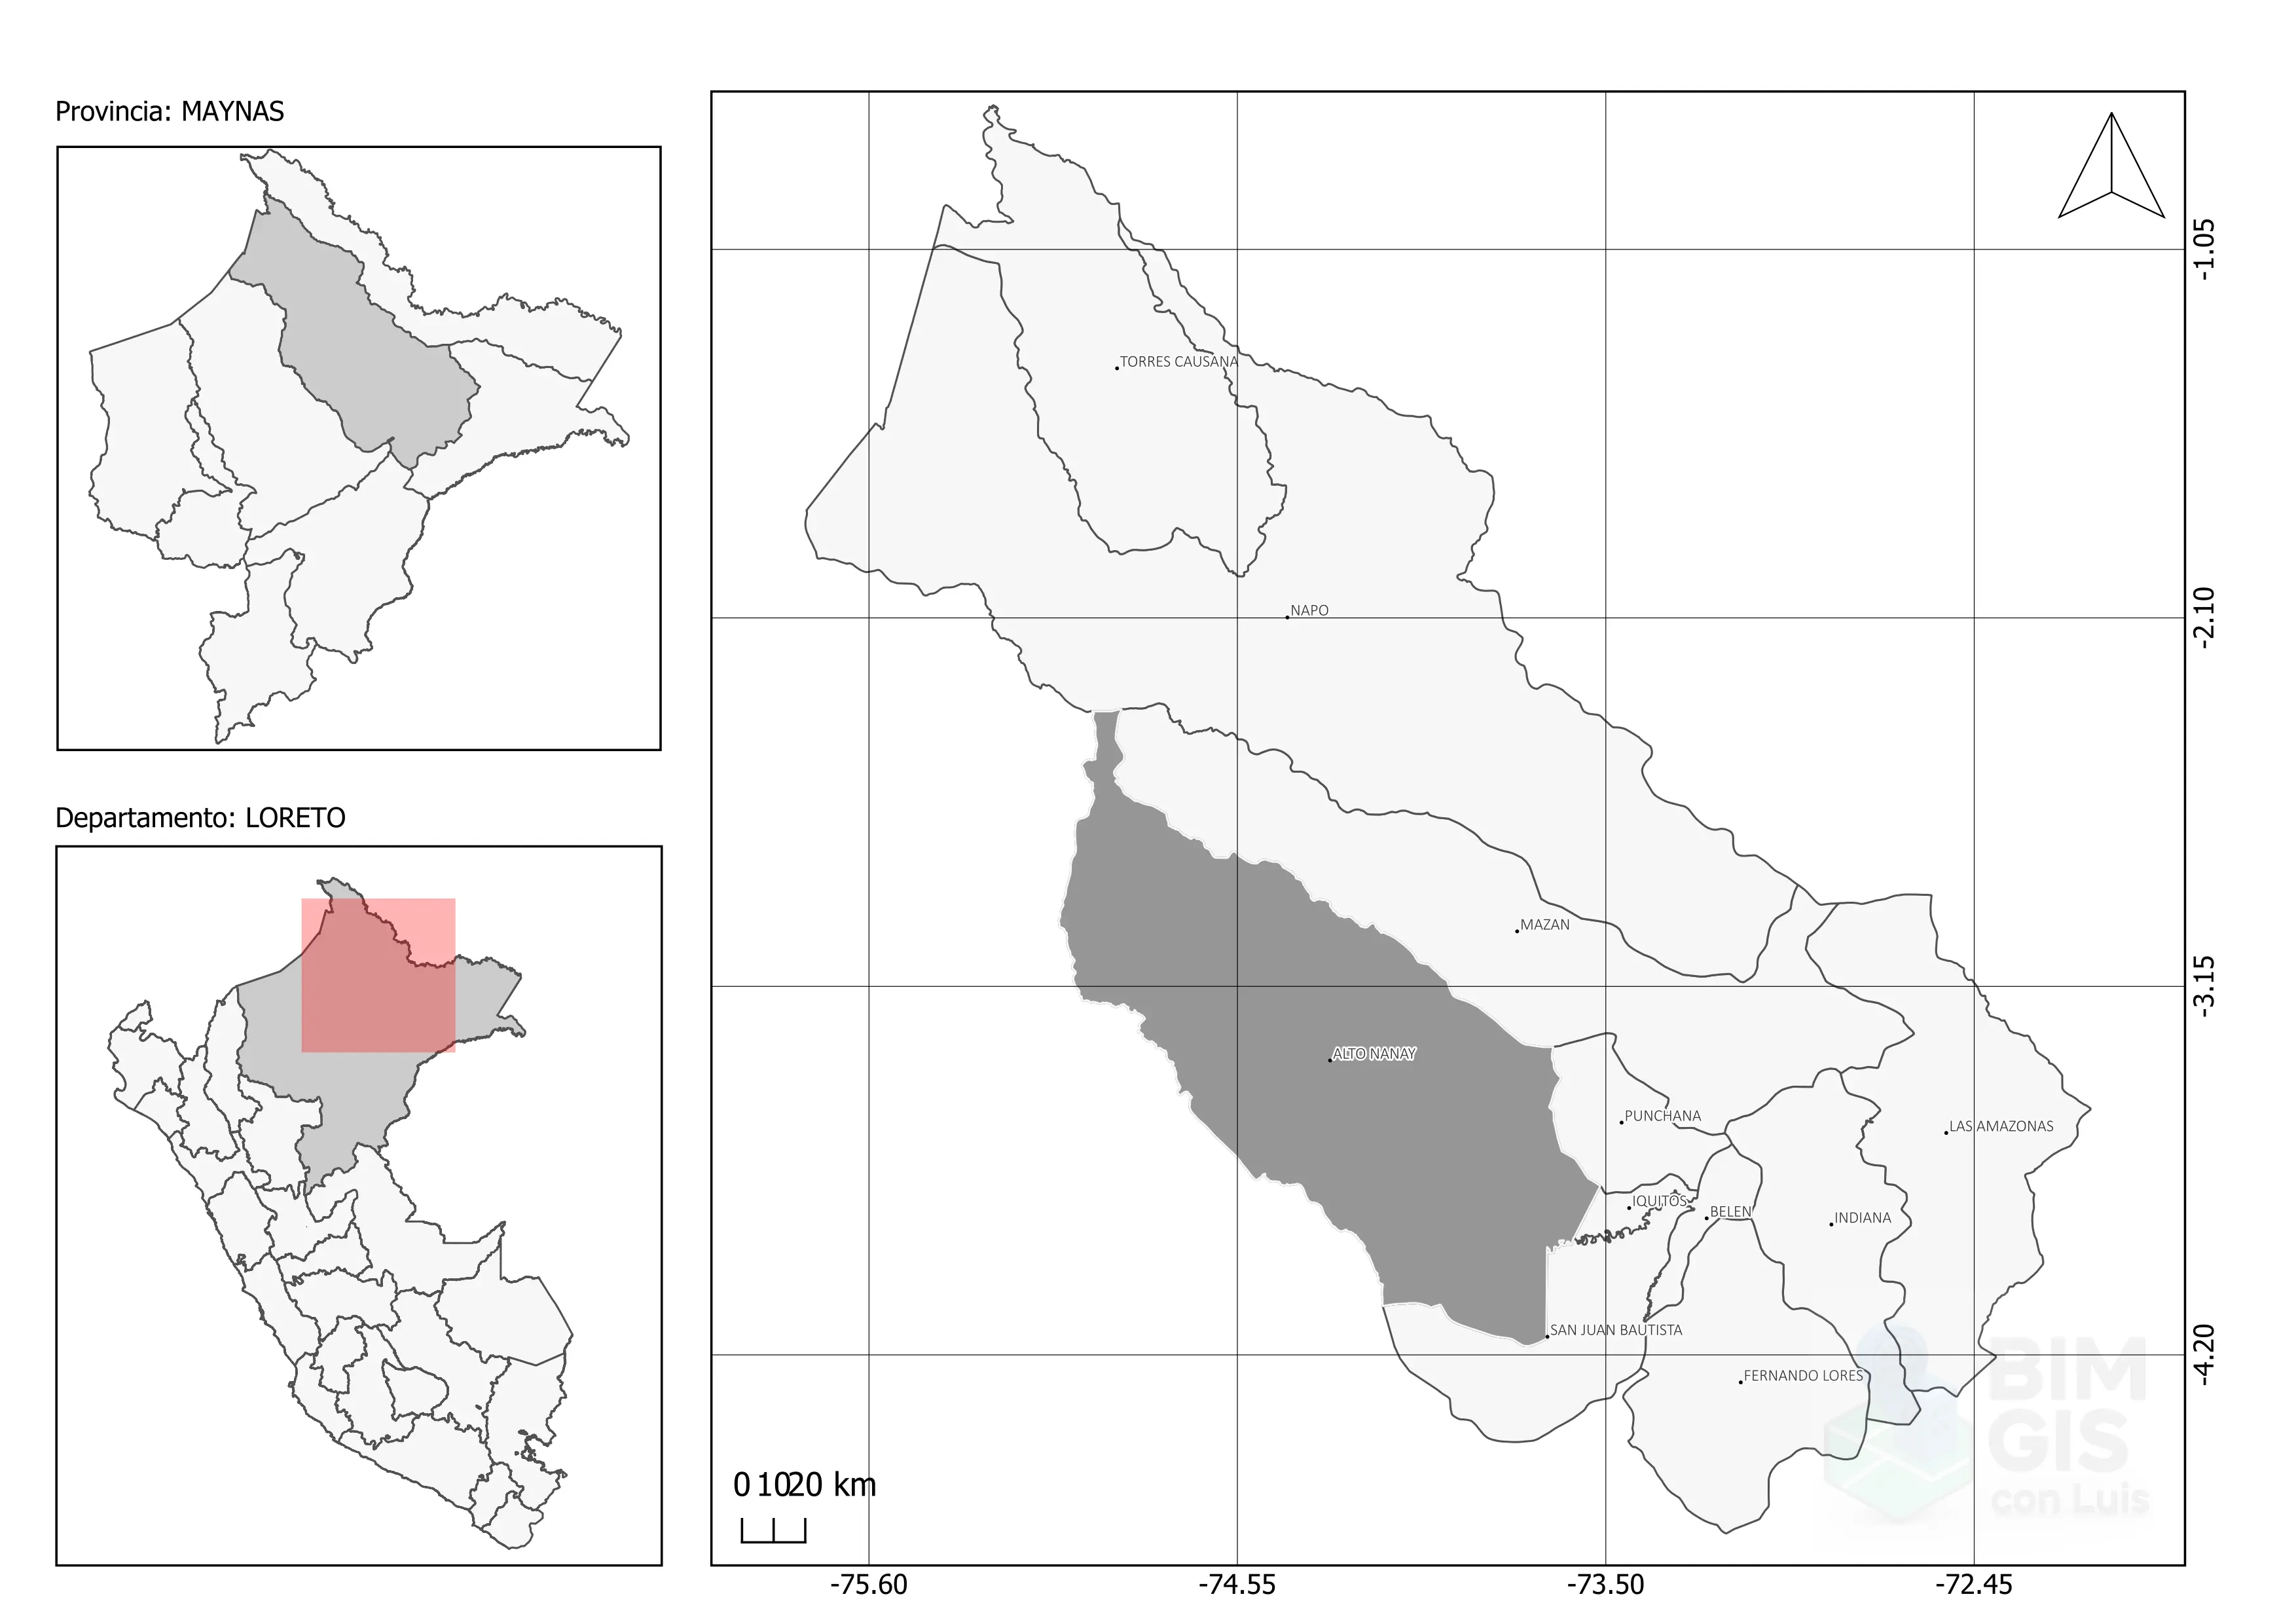 Provincia: MAYNAS
Departamento: LORETO
TORRES CAUSANA
NAPO
MAZAN
ALTO NANAY
PUNCHANA
LAS AMAZONAS
IQUITOS
BELEN
INDIANA
SAN JUAN BAUTISTA
FERNANDO LORES
-1.05
-2.10
-3.15
-4.20
BIM
GIS
con Luis
0 10 20 km
-75.60
-74.55
-73.50
-72.45